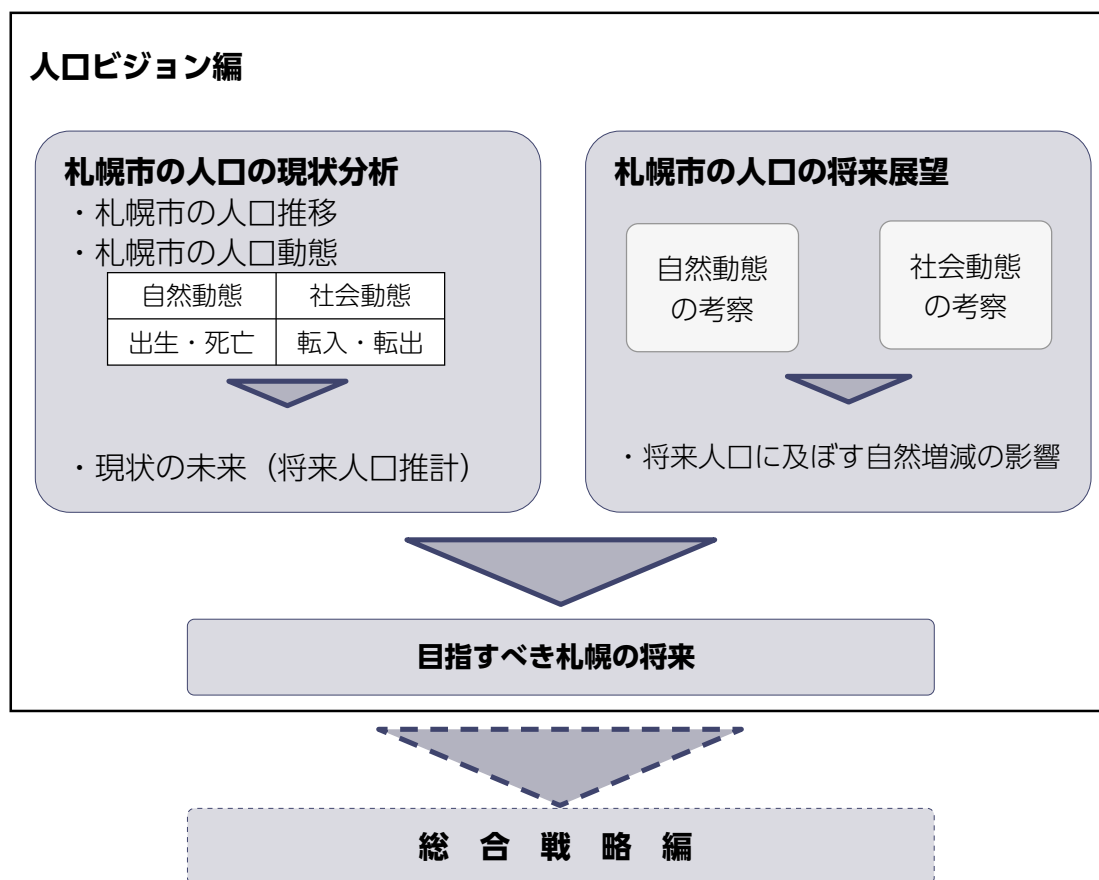 人口ビジョン編
札幌市の人口の現状分析
・札幌市の人口推移
・札幌市の人口動態
自然動態 社会動態
出生・死亡 転入・転出
・現状の未来（将来人口推計）
札幌市の人口の将来展望
自然動態
の考察
社会動態
の考察
・将来人口に及ぼす自然増減の影響
目指すべき札幌の将来
総 合 戦 略 編